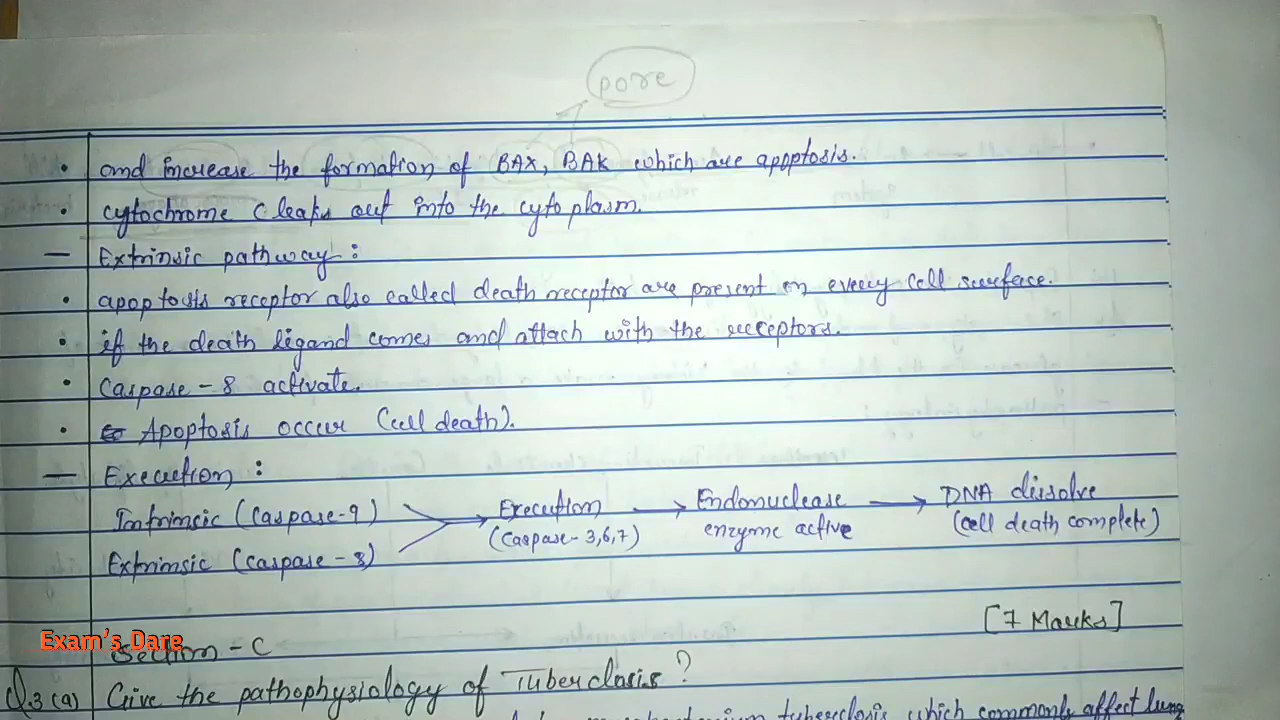 pore
• and increase the formation of BAX, BAK which are apoptosis.
• cytochrome C leaks out into the cytoplasm.
— Extrinsic pathway:
• apoptosis receptor also called death receptor are present on every cell surface.
• if the death ligand comes and attach with the receptors.
• Caspase - 8 activate.
• Apoptosis occur (cell death).
— Execution:
Intrinsic (Caspase-9) → Execution → Endonuclease → DNA dissolve
(Caspase- 3,6,7) enzyme active (cell death complete)
Extrinsic (caspase - 8)
[7 Marks]
Exam's Dare
Section - C
Q.3 (a) Give the pathophysiology of Tuberclosis?
tuberclosis which commonly affect lung